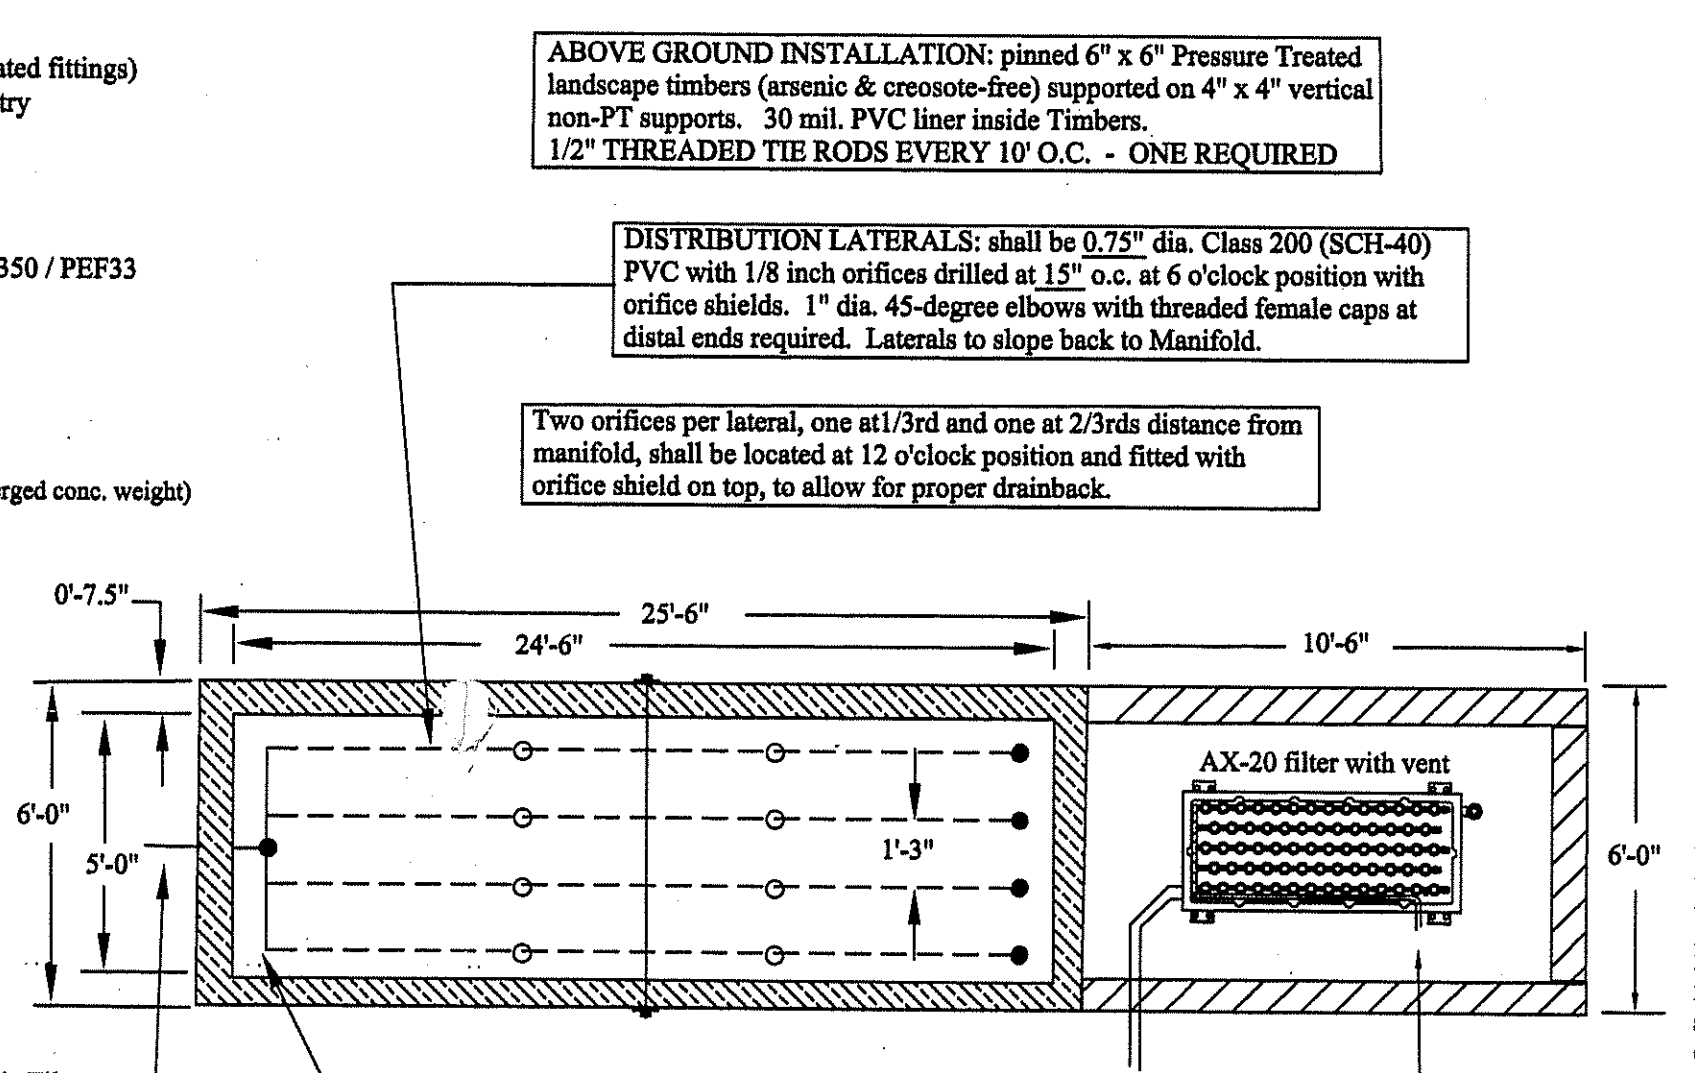 ated fittings)
try
350 / PEF33
erged conc. weight)
ABOVE GROUND INSTALLATION: pinned 6" x 6" Pressure Treated
landscape timbers (arsenic & creosote-free) supported on 4" x 4" vertical
non-PT supports. 30 mil. PVC liner inside Timbers.
1/2" THREADED TIE RODS EVERY 10' O.C. - ONE REQUIRED
DISTRIBUTION LATERALS: shall be 0.75" dia. Class 200 (SCH-40)
PVC with 1/8 inch orifices drilled at 15" o.c. at 6 o'clock position with
orifice shields. 1" dia. 45-degree elbows with threaded female caps at
distal ends required. Laterals to slope back to Manifold.
Two orifices per lateral, one at1/3rd and one at 2/3rds distance from
manifold, shall be located at 12 o'clock position and fitted with
orifice shield on top, to allow for proper drainback.
0'-7.5"
25'-6"
24'-6"
10'-6"
AX-20 filter with vent
6'-0"
5'-0"
1'-3"
6'-0"